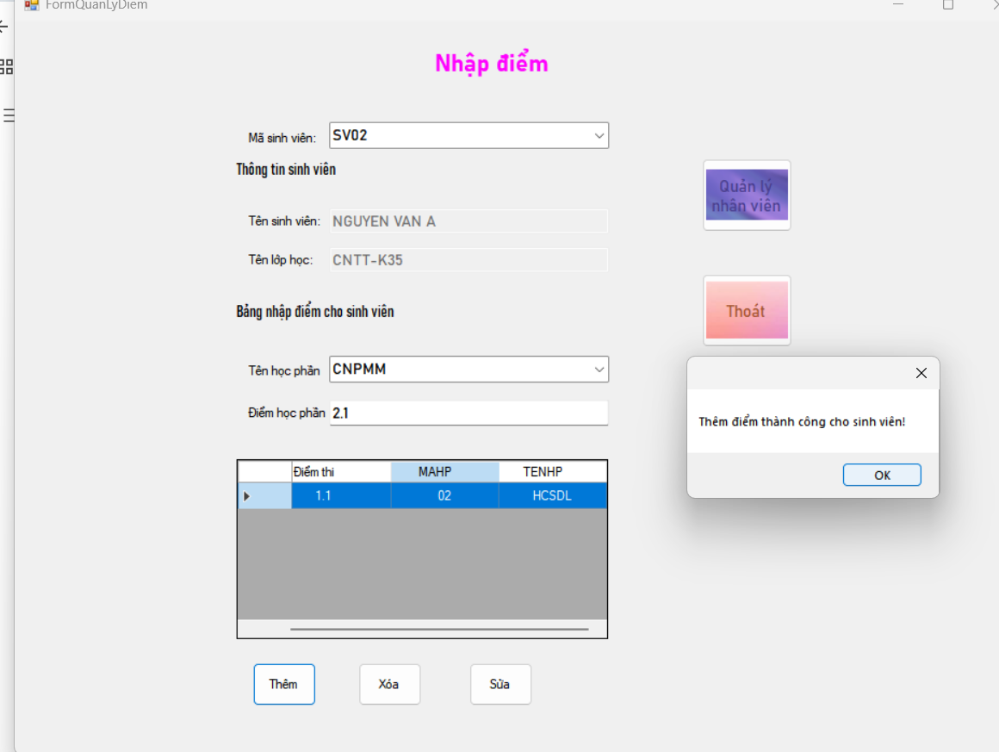 FormQuanLyDiem
Nhập điểm
Mã sinh viên: SV02
Thông tin sinh viên
Quản lý
nhân viên
Tên sinh viên: NGUYEN VAN A
Tên lớp học: CNTT-K35
Bảng nhập điểm cho sinh viên
Thoát
Tên học phần CNPMM
Điểm học phần 2.1
Thêm điểm thành công cho sinh viên!
OK
Điểm thi MAHP TENHP
1.1 02 HCSDL
Thêm Xóa Sửa